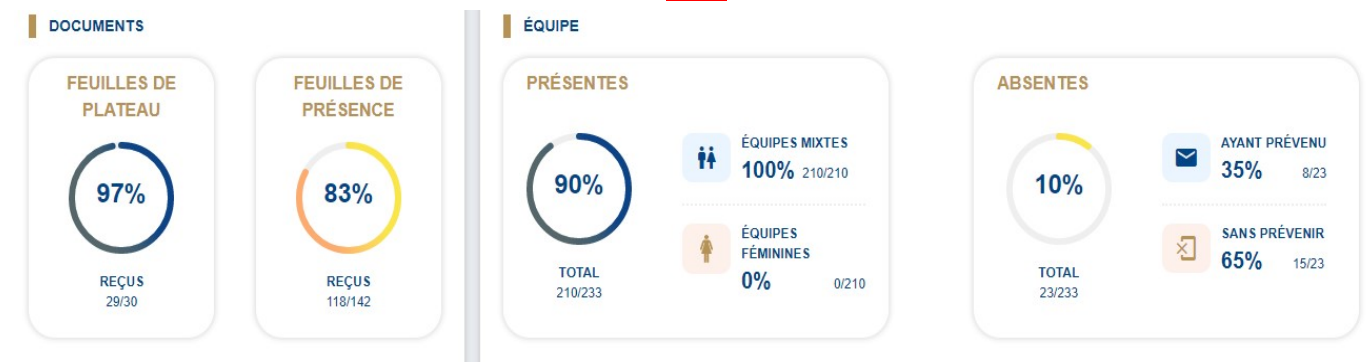 DOCUMENTS
FEUILLES DE
PLATEAU
97%
REÇUS
29/30
FEUILLES DE
PRÉSENCE
83%
REÇUS
118/142
ÉQUIPE
PRÉSENTES
90%
TOTAL
210/233
ÉQUIPES MIXTES
100% 210/210
ÉQUIPES
FÉMININES
0% 0/210
ABSENTES
10%
TOTAL
23/233
AYANT PRÉVENU
35% 8/23
SANS PRÉVENIR
65% 15/23